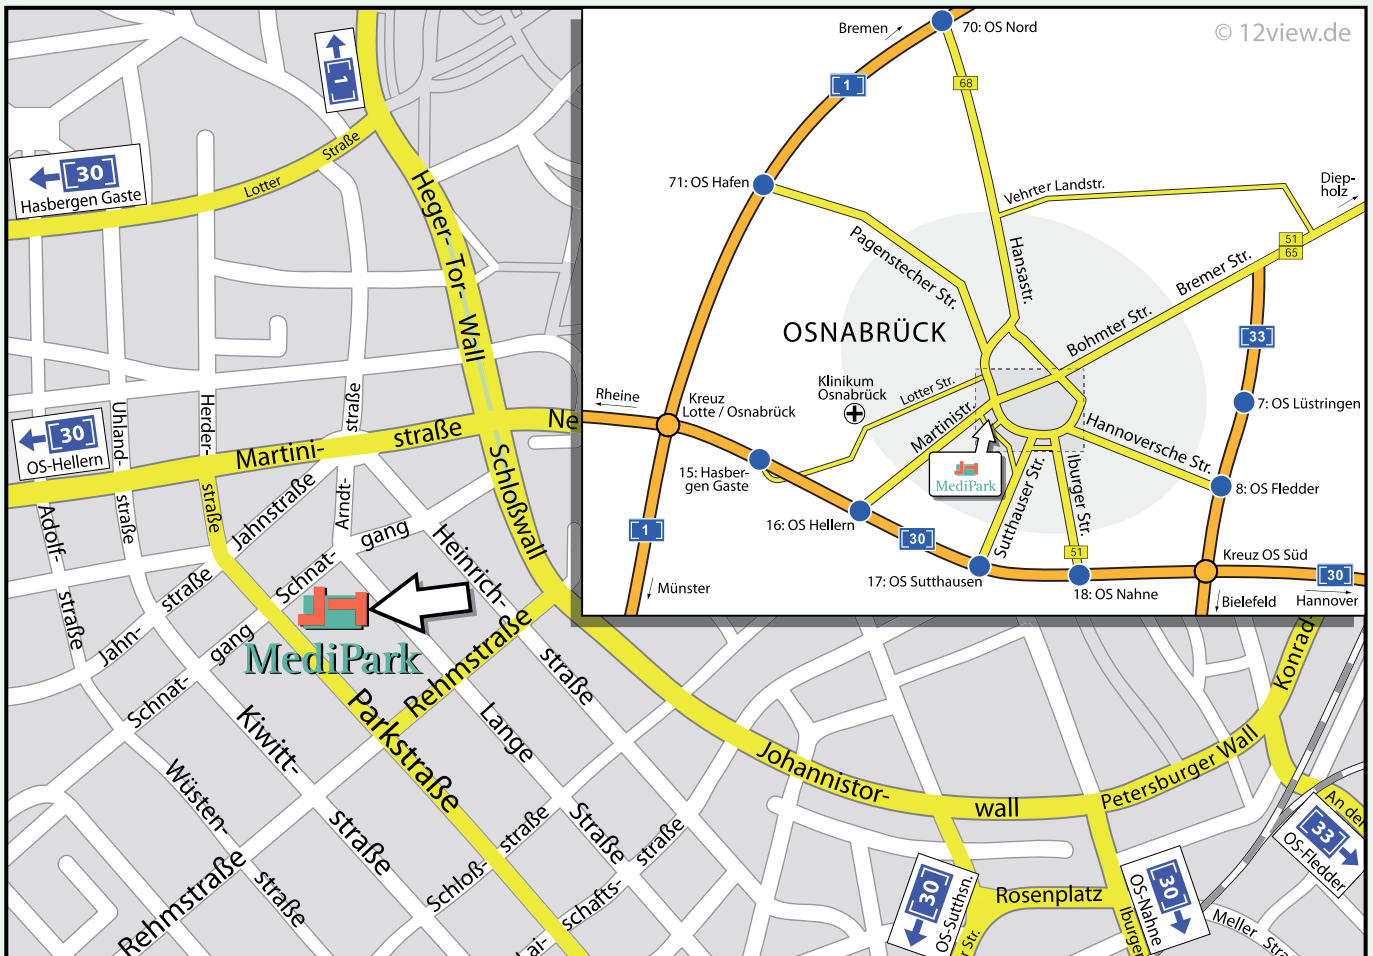 © 12view.de
Bremen
70: OS Nord
1
68
71: OS Hafen
Vehrter Landstr.
Diep-
holz
51
65
Pagenstecher Str.
Hansastr.
Bremer Str.
Bohmter Str.
OSNABRÜCK
33
Klinikum
Osnabrück
Lotter Str.
Rheine
Kreuz
Lotte / Osnabrück
Martinistr.
7: OS Lüstringen
Hannoversche Str.
15: Hasber-
gen Gaste
MediPark
8: OS Fledder
16: OS Hellern
Sutthauser Str.
Iburger Str.
1
30
51
17: OS Sutthausen
18: OS Nahne
Kreuz OS Süd
30
Münster
Bielefeld
Hannover
1
30
Hasbergen Gaste
Lotter
Straße
Heger-
Tor-
Wall
30
OS-Hellern
Uhland-
straße
Herder-
straße
straße
Arndt-
Martini-
straße
Ne
Schloßwall
Adolf-
straße
Jahnstraße
Jahn-
straße
Schnat-
gang
Schnat-
gang
Heinrich-
straße
MediPark
Rehmstraße
Parkstraße
Kiwitt-
straße
Lange
Straße
Wüsten-
straße
Rehmstraße
Schloß-
straße
schafts-
straße
Johannistor-
wall
Petersburger Wall
Konrad-
An der
33
OS-Fledder
30
OS-Sutthsn.
Rosenplatz
30
OS-Nahne
Iburger
r Str.
Meller Stra